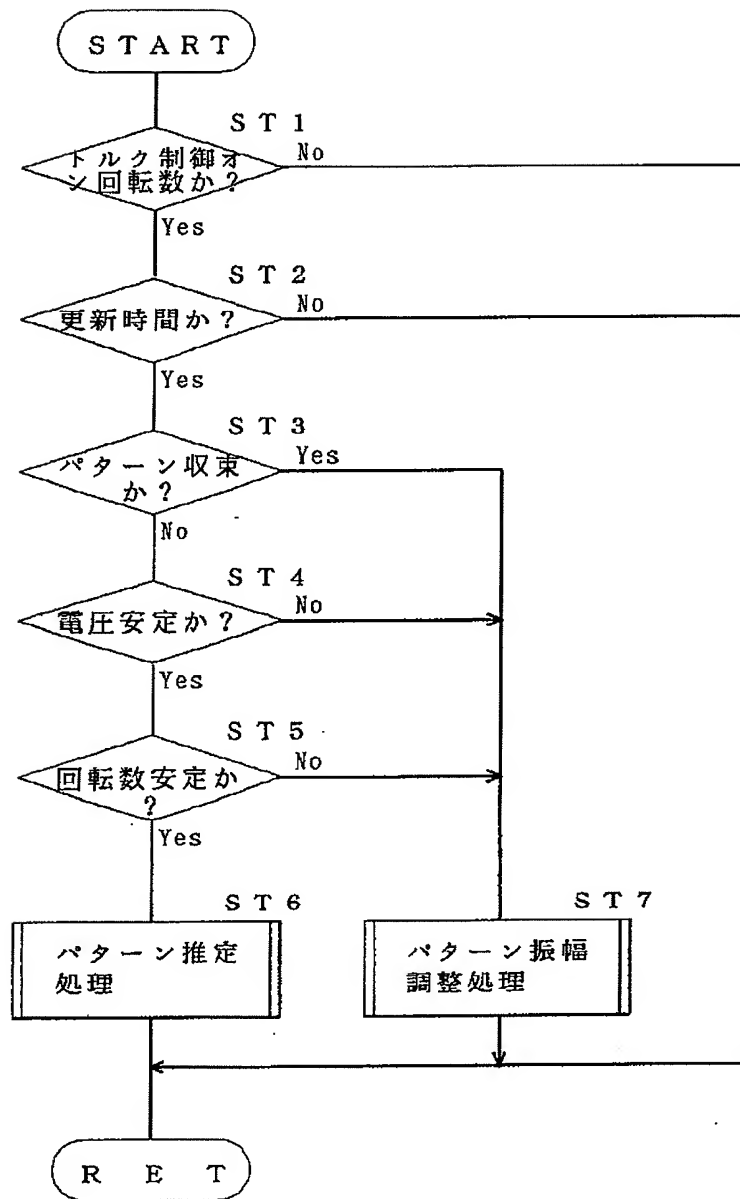 START
ST1
トルク制御オ
ン回転数か?
No
Yes
ST2
更新時間か?
No
Yes
ST3
パターン収束
か?
Yes
No
ST4
電圧安定か?
No
Yes
ST5
回転数安定か
?
No
Yes
ST6
パターン推定
処理
ST7
パターン振幅
調整処理
RET